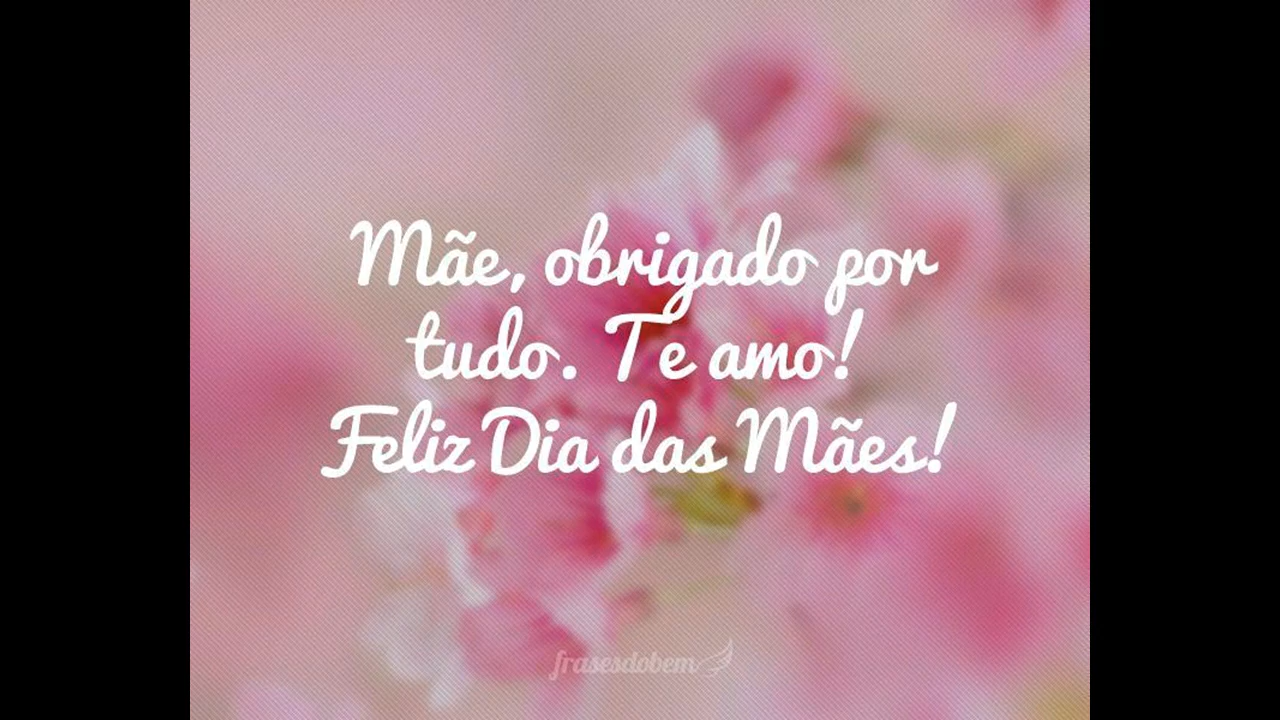 Mãe, obrigado por
tudo. Te amo!
Feliz Dia das Mães!
frasesdobem